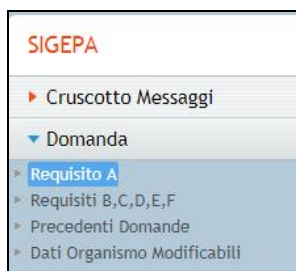 SIGEPA
Cruscotto Messaggi
Domanda
Requisito A
Requisiti B,C,D,E,F
Precedenti Domande
Dati Organismo Modificabili